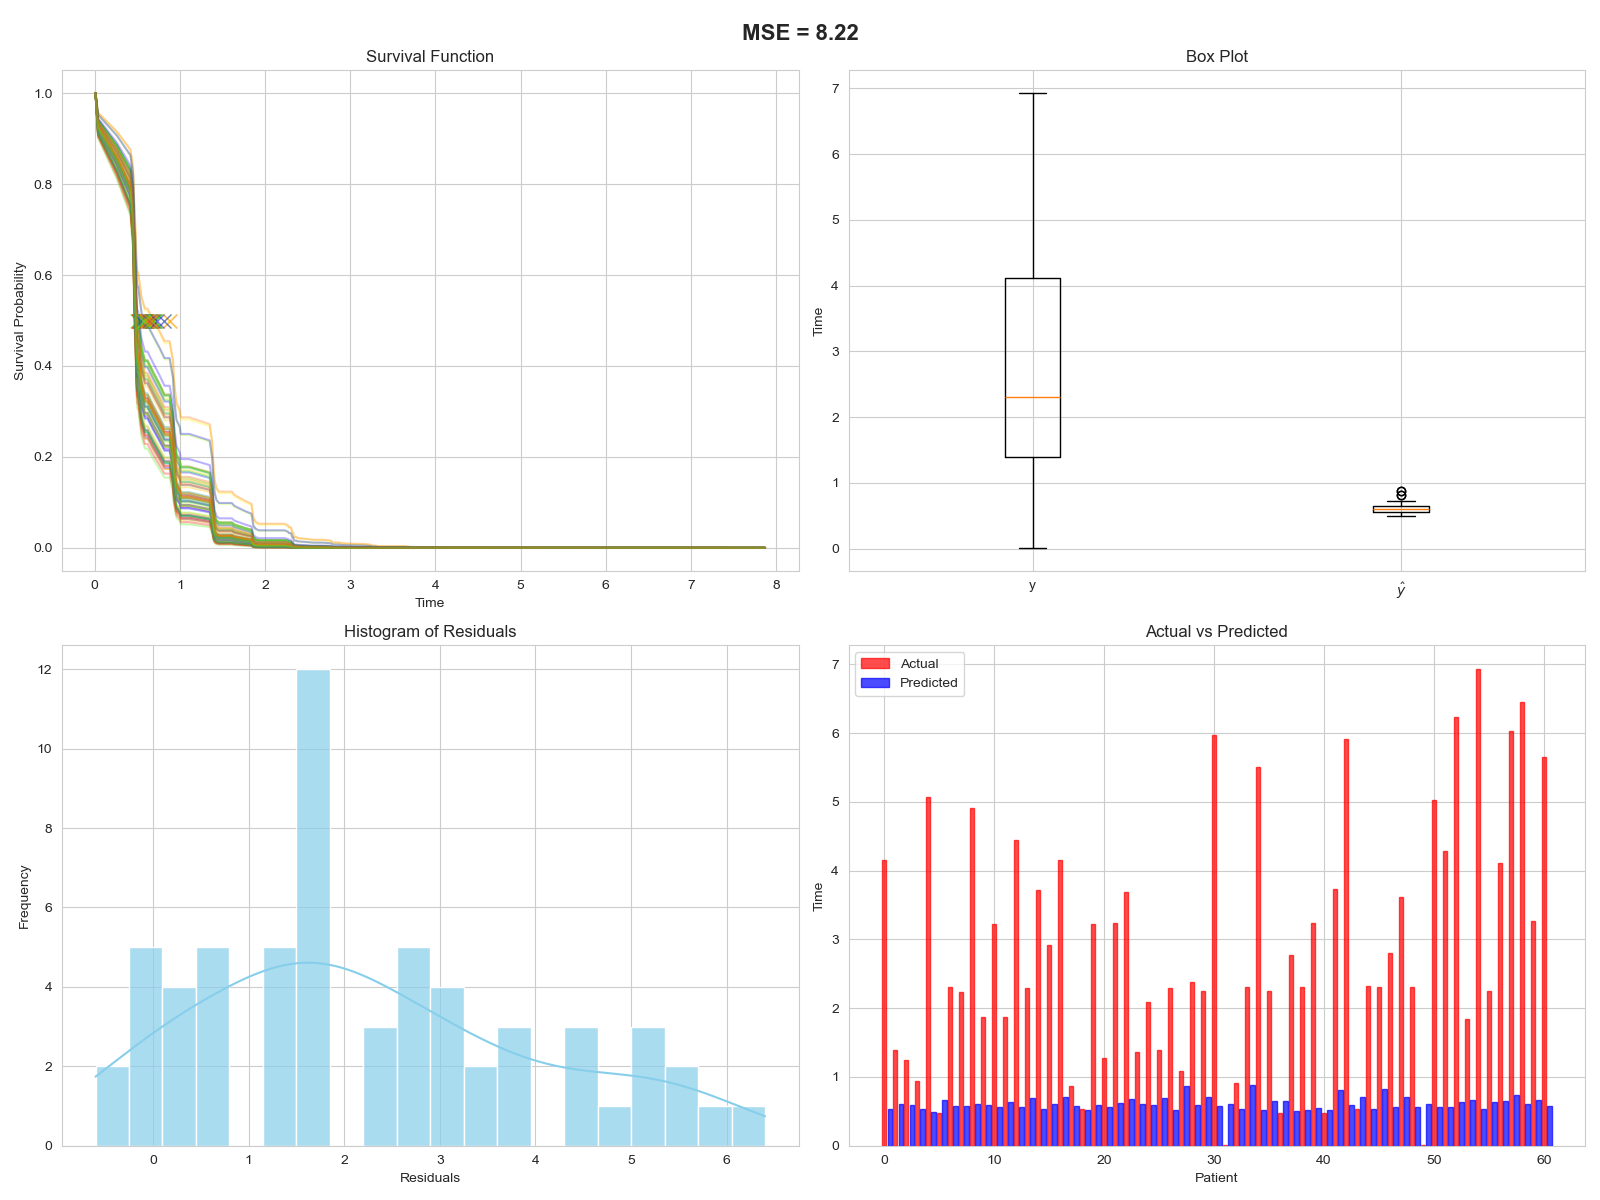 MSE = 8.22
Survival Function
1.0
0.8
0.6
0.4
0.2
0.0
Survival Probability
0 1 2 3 4 5 6 7 8
Time
Box Plot
7
6
5
4
3
2
1
0
Time
y ŷ
Histogram of Residuals
12
10
8
6
4
2
0
Frequency
0 1 2 3 4 5 6
Residuals
Actual vs Predicted
Actual
Predicted
7
6
5
4
3
2
1
0
Time
0 10 20 30 40 50 60
Patient